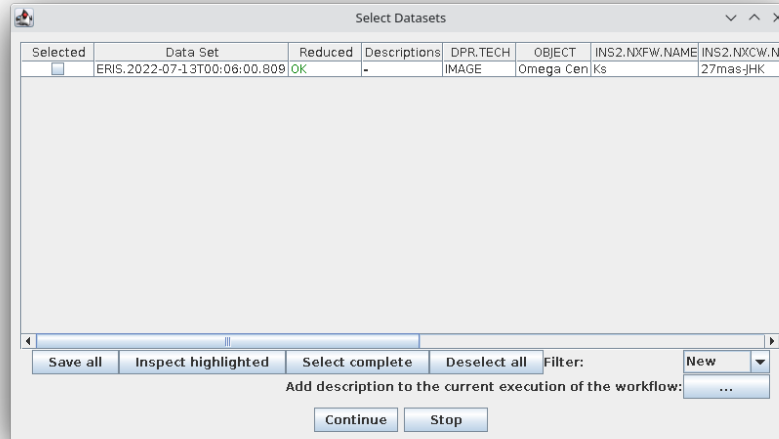 Select Datasets
Selected Data Set Reduced Descriptions DPR.TECH OBJECT INS2.NXFW.NAME INS2.NXCW.N
ERIS.2022-07-13T00:06:00.809 OK - IMAGE Omega Cen Ks 27mas-JHK
Save all Inspect highlighted Select complete Deselect all Filter: New
Add description to the current execution of the workflow: ...
Continue Stop